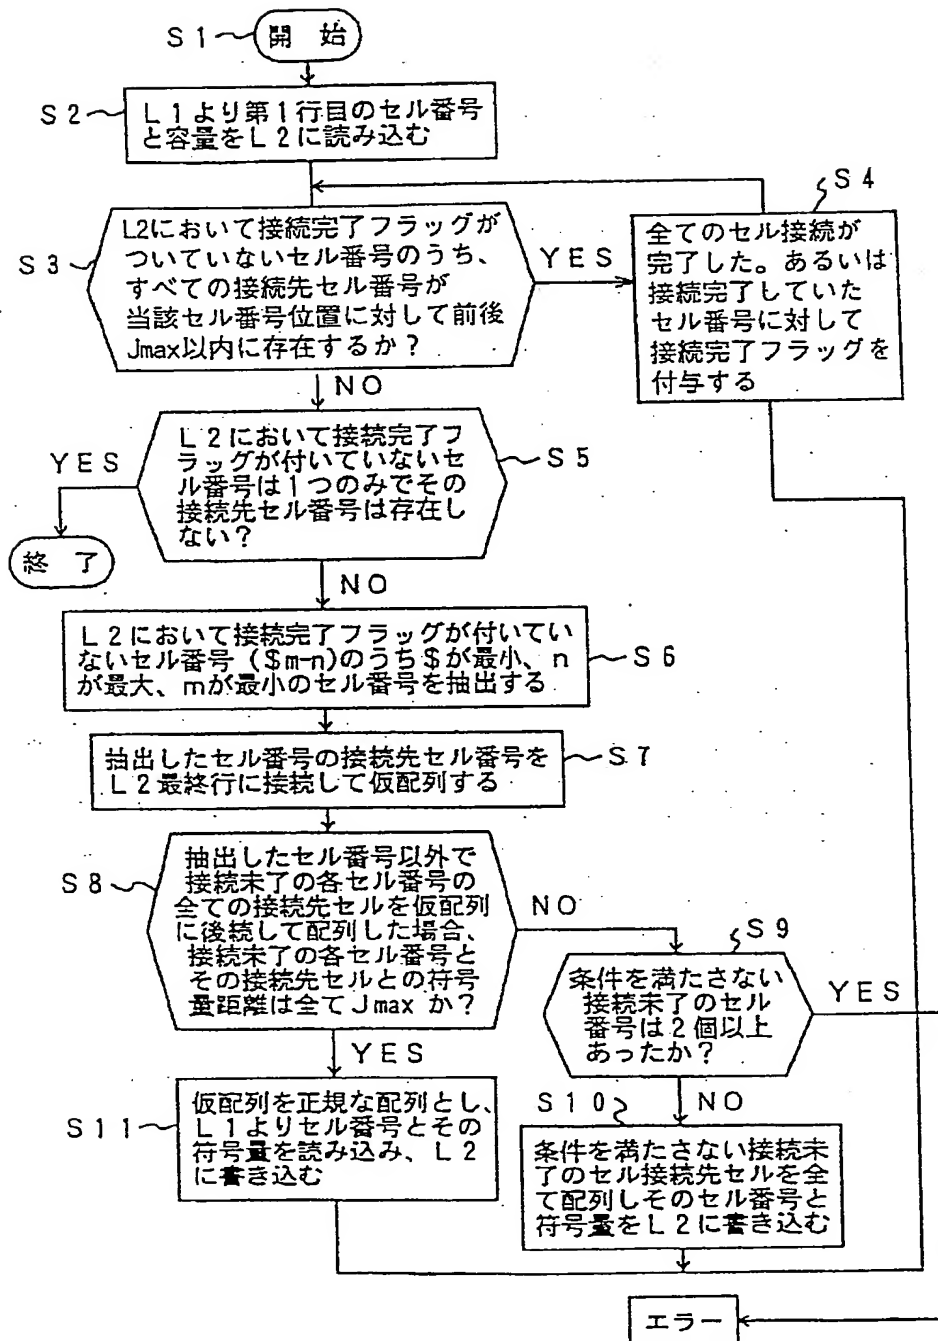 S1
開 始
S2
L1より第1行目のセル番号
と容量をL2に読み込む
S3
L2において接続完了フラッグが
ついていないセル番号のうち、
すべての接続先セル番号が
当該セル番号位置に対して前後
Jmax以内に存在するか?
YES
S4
全てのセル接続が
完了した。あるいは
接続完了していた
セル番号に対して
接続完了フラッグを
付与する
NO
S5
L2において接続完了フ
ラッグが付いていないセ
ル番号は1つのみでその
接続先セル番号は存在し
ない?
YES
終 了
NO
S6
L2において接続完了フラッグが付いてい
ないセル番号($m-n)のうち$が最小、n
が最大、mが最小のセル番号を抽出する
S7
抽出したセル番号の接続先セル番号を
L2最終行に接続して仮配列する
S8
抽出したセル番号以外で
接続未了の各セル番号の
全ての接続先セルを仮配列
に後続して配列した場合、
接続未了の各セル番号と
その接続先セルとの符号
量距離は全てJmaxか?
NO
S9
条件を満たさない
接続未了のセル
番号は2個以上
あったか?
YES
YES
S11
仮配列を正規な配列とし、
L1よりセル番号とその
符号量を読み込み、L2
に書き込む
NO
S10
条件を満たさない接続未
了のセル接続先セルを全
て配列しそのセル番号と
符号量をL2に書き込む
エラー